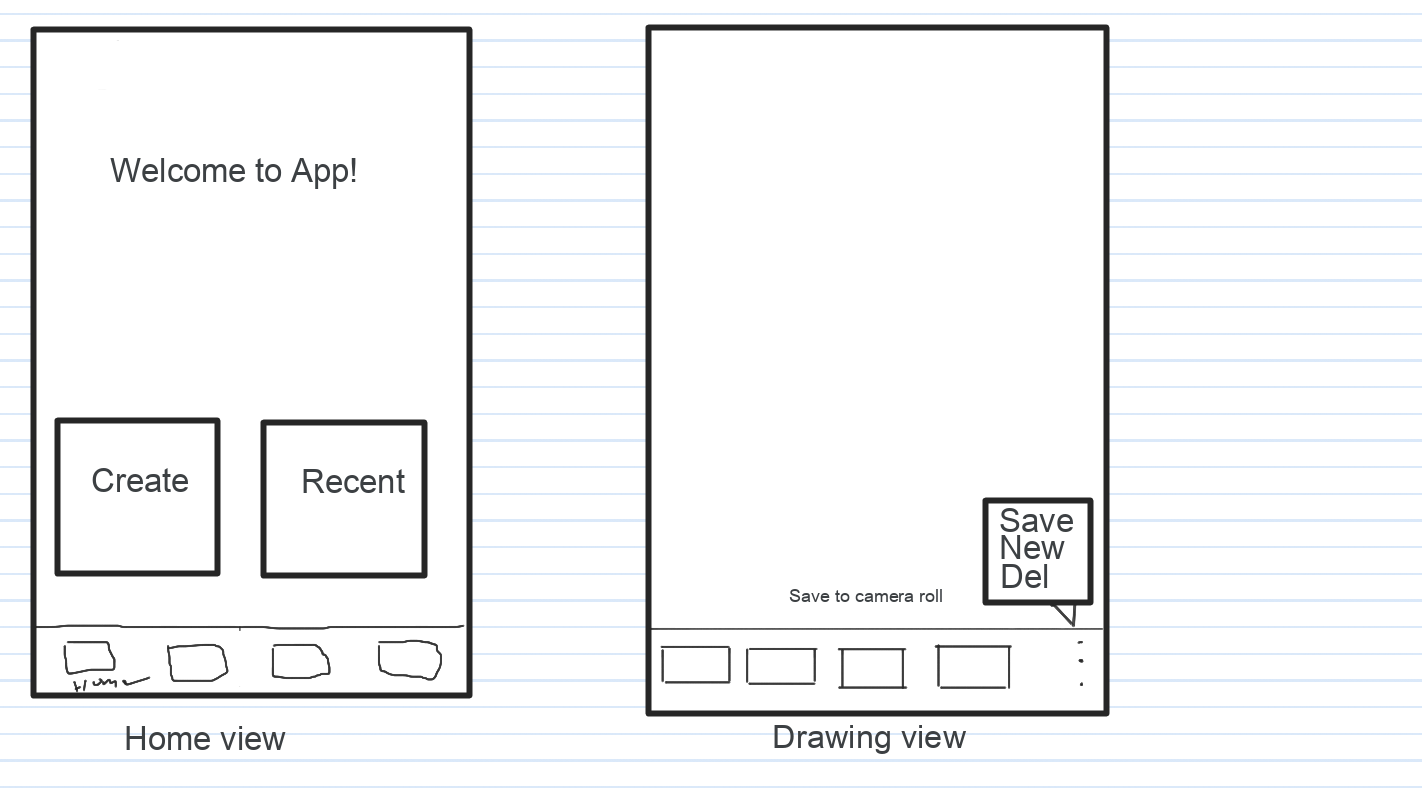 Welcome to App!
Create
Recent
Home
Home view
Save
New
Del
Save to camera roll
Drawing view